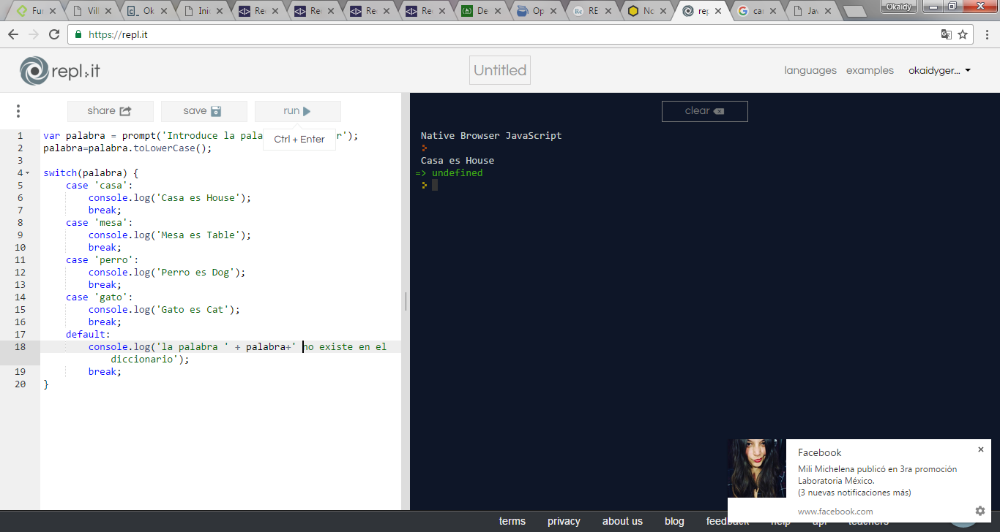 Fu
Vill
Ok
Inic
Re
Re
Re
Re
De
Op
RE
No
rep
ca
Jav
Okaidy
https://repl.it
repl.it
Untitled
languages
examples
okaidyger...
share
save
run
clear
Ctrl + Enter
1 var palabra = prompt('Introduce la pala r');
2 palabra=palabra.toLowerCase();
3
4 switch(palabra) {
5 case 'casa':
6 console.log('Casa es House');
7 break;
8 case 'mesa':
9 console.log('Mesa es Table');
10 break;
11 case 'perro':
12 console.log('Perro es Dog');
13 break;
14 case 'gato':
15 console.log('Gato es Cat');
16 break;
17 default:
18 console.log('la palabra ' + palabra+' no existe en el
diccionario');
19 break;
20 }
Native Browser JavaScript
Casa es House
=> undefined
Facebook
Mili Michelena publicó en 3ra promoción
Laboratoria México.
(3 nuevas notificaciones más)
www.facebook.com
terms
privacy
about us
blog
feedback
help
api
teachers